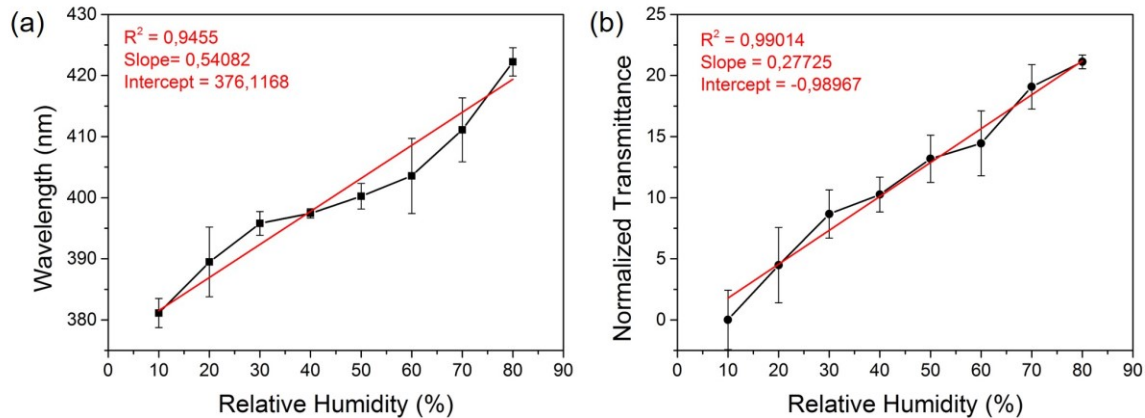 (a)
R² = 0,9455
Slope= 0,54082
Intercept = 376,1168
Wavelength (nm)
430
420
410
400
390
380
0 10 20 30 40 50 60 70 80 90
Relative Humidity (%)
(b)
R² = 0,99014
Slope = 0,27725
Intercept = -0,98967
Normalized Transmittance
25
20
15
10
5
0
0 10 20 30 40 50 60 70 80 90
Relative Humidity (%)